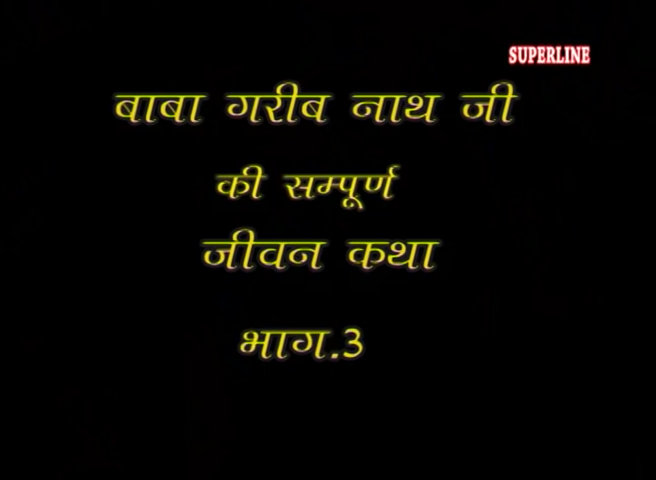 SUPERLINE
बाबा गरीब नाथ जी
की सम्पूर्ण
जीवन कथा
भाग.3